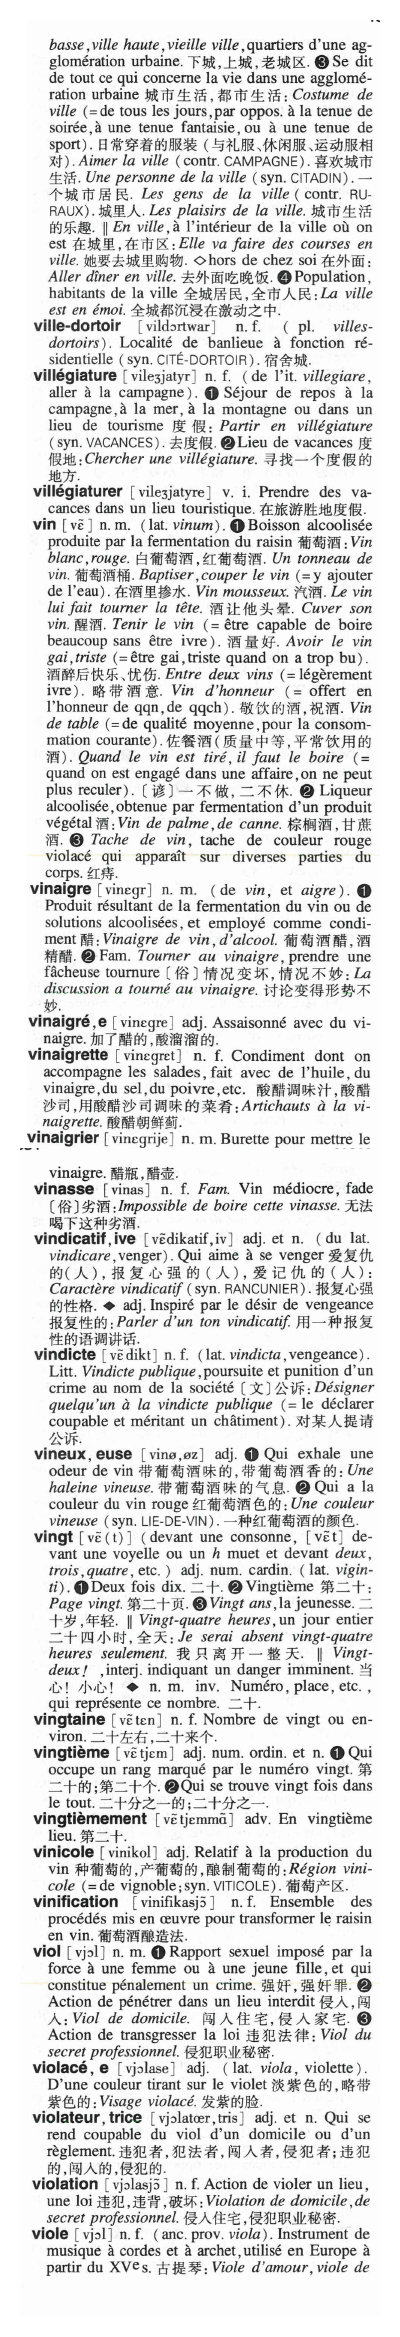 basse,ville haute,vieille ville,quartiers d'une ag-
glomération urbaine. 下城,上城,老城区. ❸ Se dit
de tout ce qui concerne la vie dans une agglomé-
ration urbaine 城市生活,都市生活: Costume de
ville (=de tous les jours,par oppos. à la tenue de
soirée,à une tenue fantaisie,ou à une tenue de
sport). 日常穿着的服装 (与礼服、休闲服、运动服相
对). Aimer la ville (contr. CAMPAGNE). 喜欢城市
生活. Une personne de la ville (syn. CITADIN). 一
个城市居民. Les gens de la ville (contr. RU-
RAUX). 城里人. Les plaisirs de la ville. 城市生活
的乐趣. ‖ En ville,à l'intérieur de la ville où on
est 在城里,在市区: Elle va faire des courses en
ville. 她要去城里购物. ◇hors de chez soi 在外面:
Aller dîner en ville. 去外面吃晚饭. ❹ Population,
habitants de la ville 全城居民,全市人民: La ville
est en émoi. 全城都沉浸在激动之中.
ville-dortoir [vildɔrtwar] n. f. ( pl. villes-
dortoirs). Localité de banlieue à fonction ré-
sidentielle (syn. CITÉ-DORTOIR). 宿舍城.
villégiature [vileʒjatyr] n. f. (de l'it. villegiare,
aller à la campagne). ❶ Séjour de repos à la
campagne,à la mer,à la montagne ou dans un
lieu de tourisme 度假: Partir en villégiature
(syn. VACANCES). 去度假. ❷Lieu de vacances 度
假地:Chercher une villégiature. 寻找一个度假的
地方.
villégiaturer [vileʒjatyre] v. i. Prendre des va-
cances dans un lieu touristique. 在旅游胜地度假.
vin [vɛ̃] n. m. (lat. vinum). ❶Boisson alcoolisée
produite par la fermentation du raisin 葡萄酒:Vin
blanc,rouge. 白葡萄酒,红葡萄酒. Un tonneau de
vin. 葡萄酒桶. Baptiser,couper le vin (=y ajouter
de l'eau). 在酒里掺水. Vin mousseux. 汽酒. Le vin
lui fait tourner la tête. 酒让他头晕. Cuver son
vin. 醒酒. Tenir le vin (= être capable de boire
beaucoup sans être ivre). 酒量好. Avoir le vin
gai,triste (=être gai,triste quand on a trop bu).
酒醉后快乐、忧伤. Entre deux vins (=légèrement
ivre). 略带酒意. Vin d'honneur (= offert en
l'honneur de qqn,de qqch). 敬饮的酒,祝酒. Vin
de table (=de qualité moyenne,pour la consom-
mation courante). 佐餐酒(质量中等,平常饮用的
酒). Quand le vin est tiré, il faut le boire (=
quand on est engagé dans une affaire,on ne peut
plus reculer). 〔谚〕一不做,二不休. ❷ Liqueur
alcoolisée,obtenue par fermentation d'un produit
végétal 酒: Vin de palme,de canne. 棕榈酒,甘蔗
酒. ❸ Tache de vin, tache de couleur rouge
violacé qui apparaît sur diverses parties du
corps. 红痔.
vinaigre [vinɛgr] n. m. (de vin, et aigre). ❶
Produit résultant de la fermentation du vin ou de
solutions alcoolisées, et employé comme condi-
ment 醋: Vinaigre de vin,d'alcool. 葡萄酒醋,酒
精醋. ❷ Fam. Tourner au vinaigre,prendre une
fâcheuse tournure〔俗〕情况变坏,情况不妙: La
discussion a tourné au vinaigre. 讨论变得形势不
妙.
vinaigré,e [vinɛgre] adj. Assaisonné avec du vi-
naigre. 加了醋的,酸溜溜的.
vinaigrette [vinɛgrɛt] n. f. Condiment dont on
accompagne les salades,fait avec de l'huile,du
vinaigre,du sel,du poivre,etc. 酸醋调味汁,酸醋
沙司,用酸醋沙司调味的菜肴:Artichauts à la vi-
naigrette. 酸醋朝鲜蓟.
vinaigrier [vinɛgrije] n. m. Burette pour mettre le
vinaigre. 醋瓶,醋壶.
vinasse [vinas] n. f. Fam. Vin médiocre, fade
〔俗〕劣酒:Impossible de boire cette vinasse. 无法
喝下这种劣酒.
vindicatif,ive [vɛ̃dikatif,iv] adj. et n. (du lat.
vindicare,venger). Qui aime à se venger 爱复仇
的(人),报复心强的(人),爱记仇的(人):
Caractère vindicatif (syn. RANCUNIER). 报复心强
的性格. ◆ adj. Inspiré par le désir de vengeance
报复性的: Parler d'un ton vindicatif. 用一种报复
性的语调讲话.
vindicte [vɛ̃dikt] n. f. (lat. vindicta,vengeance).
Litt. Vindicte publique,poursuite et punition d'un
crime au nom de la société〔文〕公诉: Désigner
quelqu'un à la vindicte publique (= le déclarer
coupable et méritant un châtiment). 对某人提请
公诉.
vineux, euse [vinø,øz] adj. ❶ Qui exhale une
odeur de vin 带葡萄酒味的,带葡萄酒香的: Une
haleine vineuse. 带葡萄酒味的气息. ❷ Qui a la
couleur du vin rouge 红葡萄酒色的: Une couleur
vineuse (syn. LIE-DE-VIN). 一种红葡萄酒的颜色.
vingt [vɛ̃(t)] (devant une consonne, [vɛ̃t] de-
vant une voyelle ou un h muet et devant deux,
trois,quatre, etc. ) adj. num. cardin. (lat. vigin-
ti). ❶ Deux fois dix. 二十. ❷ Vingtième 第二十:
Page vingt. 第二十页. ❸Vingt ans,la jeunesse. 二
十岁,年轻. ‖ Vingt-quatre heures,un jour entier
二十四小时,全天: Je serai absent vingt-quatre
heures seulement. 我只离开一整天. ‖ Vingt-
deux! ,interj. indiquant un danger imminent. 当
心! 小心! ◆ n. m. inv. Numéro, place, etc. ,
qui représente ce nombre. 二十.
vingtaine [vɛ̃tɛn] n. f. Nombre de vingt ou en-
viron. 二十左右,二十来个.
vingtième [vɛ̃tjɛm] adj. num. ordin. et n. ❶ Qui
occupe un rang marqué par le numéro vingt. 第
二十的;第二十个. ❷Qui se trouve vingt fois dans
le tout. 二十分之一的;二十分之一.
vingtièmement [vɛ̃tjɛmmɑ̃] adv. En vingtième
lieu. 第二十.
vinicole [vinikɔl] adj. Relatif à la production du
vin 种葡萄的,产葡萄的,酿制葡萄的: Région vini-
cole (=de vignoble;syn. VITICOLE). 葡萄产区.
vinification [vinifikasjɔ̃] n. f. Ensemble des
procédés mis en œuvre pour transformer le raisin
en vin. 葡萄酒酿造法.
viol [vjɔl] n. m. ❶ Rapport sexuel imposé par la
force à une femme ou à une jeune fille,et qui
constitue pénalement un crime. 强奸,强奸罪. ❷
Action de pénétrer dans un lieu interdit 侵入,闯
入: Viol de domicile. 闯入住宅,侵入家宅. ❸
Action de transgresser la loi 违犯法律: Viol du
secret professionnel. 侵犯职业秘密.
violacé, e [vjɔlase] adj. (lat. viola, violette).
D'une couleur tirant sur le violet 淡紫色的,略带
紫色的:Visage violacé. 发紫的脸.
violateur,trice [vjɔlatœr,tris] adj. et n. Qui se
rend coupable du viol d'un domicile ou d'un
règlement. 违犯者,犯法者,闯入者,侵犯者;违犯
的,闯入的,侵犯的.
violation [vjɔlasjɔ̃] n. f. Action de violer un lieu,
une loi 违犯,违背,破坏:Violation de domicile,de
secret professionnel. 侵入住宅,侵犯职业秘密.
viole [vjɔl] n. f. (anc. prov. viola). Instrument de
musique à cordes et à archet,utilisé en Europe à
partir du XVe s. 古提琴: Viole d'amour,viole de